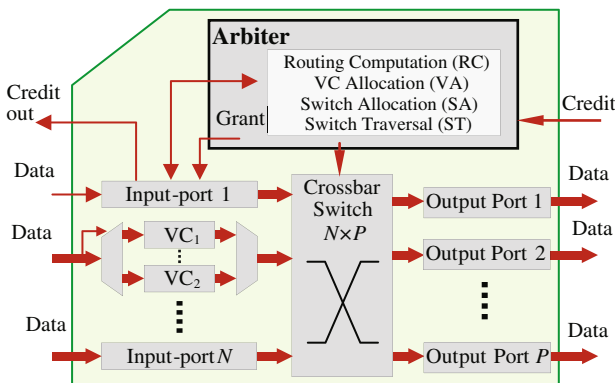 Arbiter
Routing Computation (RC)
VC Allocation (VA)
Switch Allocation (SA)
Switch Traversal (ST)
Grant
Credit
out
Credit
Data
Input-port 1
Crossbar
Switch
N×P
Output Port 1
Data
Data
VC1
VC2
Output Port 2
Data
Data
Input-port N
Output Port P
Data